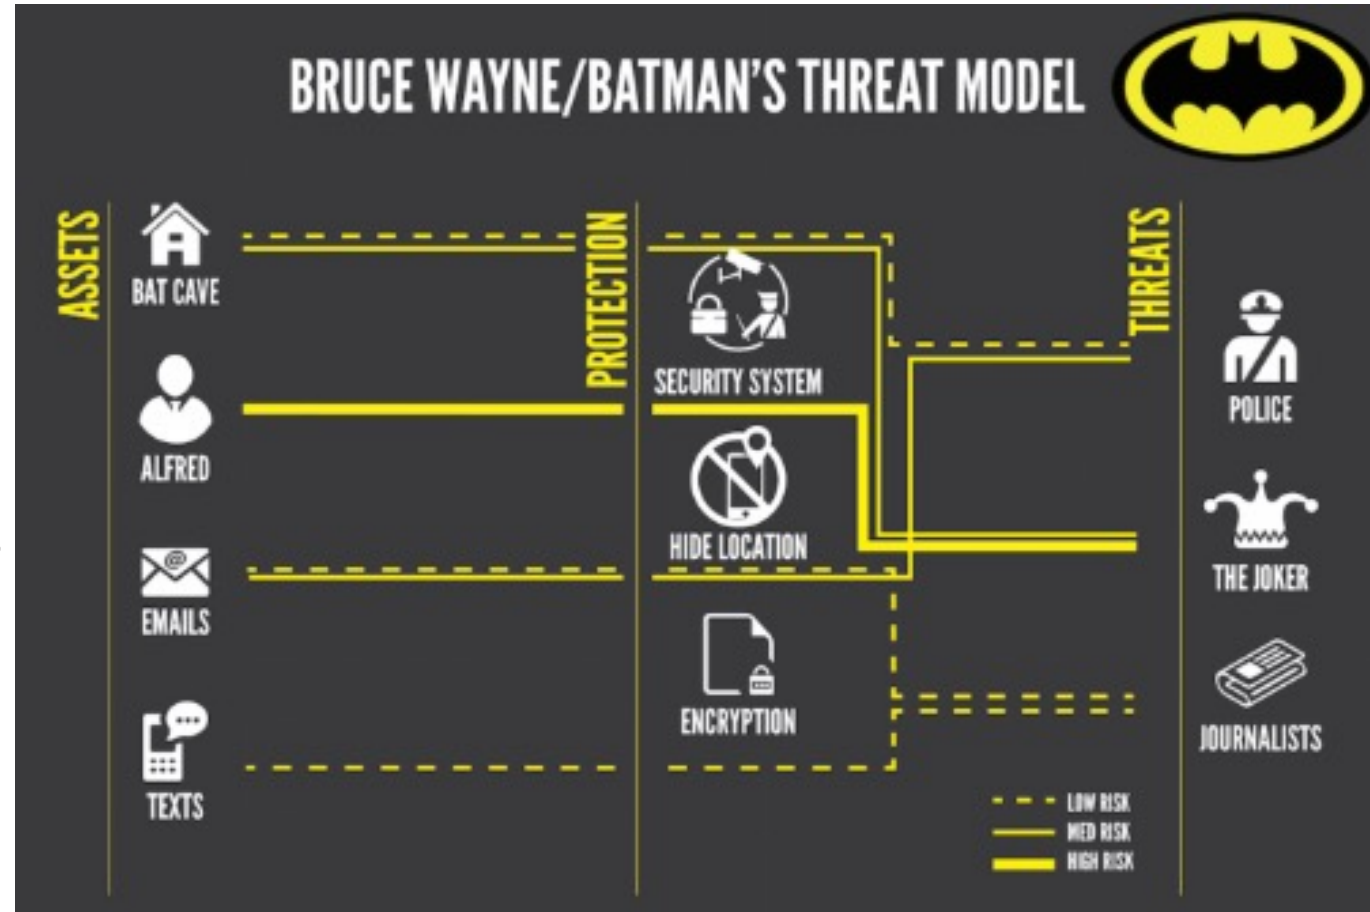 BRUCE WAYNE/BATMAN'S THREAT MODEL
ASSETS
BAT CAVE
ALFRED
EMAILS
TEXTS
PROTECTION
SECURITY SYSTEM
HIDE LOCATION
ENCRYPTION
THREATS
POLICE
THE JOKER
JOURNALISTS
LOW RISK
MED RISK
HIGH RISK